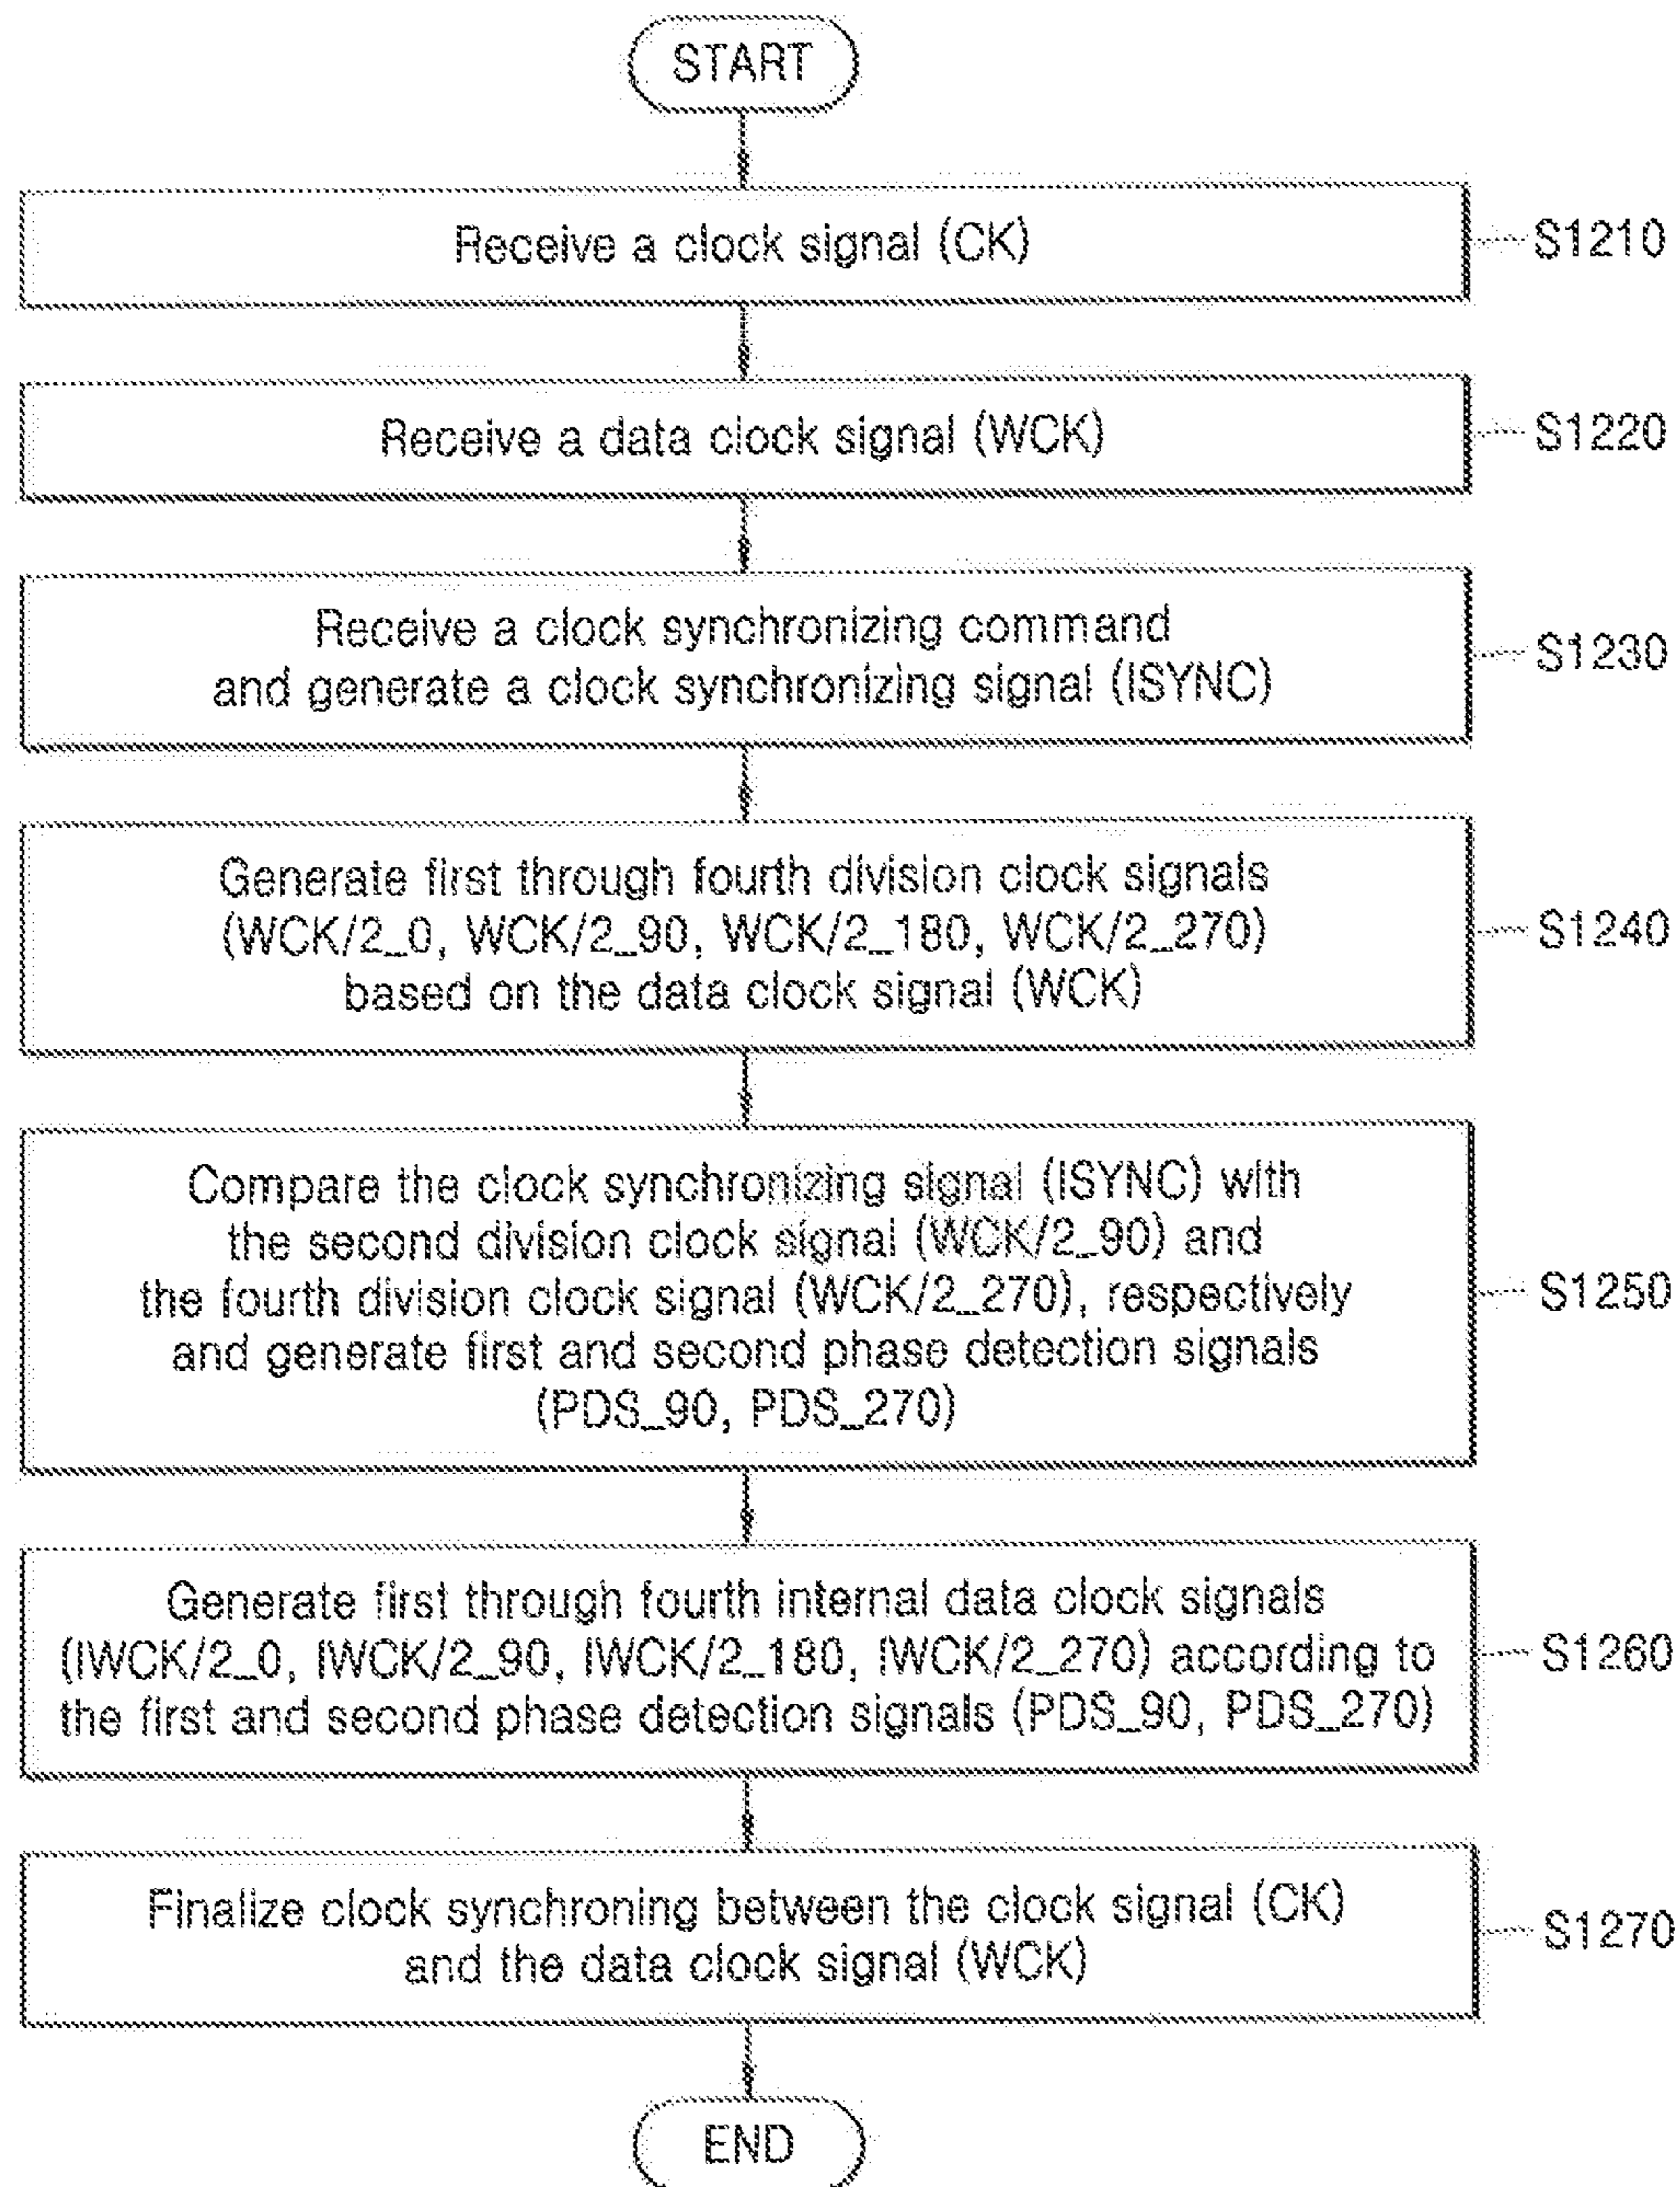 START
Receive a clock signal (CK)
S1210
Receive a data clock signal (WCK)
S1220
Receive a clock synchronizing command
and generate a clock synchronizing signal (ISYNC)
S1230
Generate first through fourth division clock signals
(WCK/2_0, WCK/2_90, WCK/2_180, WCK/2_270)
based on the data clock signal (WCK)
S1240
Compare the clock synchronizing signal (ISYNC) with
the second division clock signal (WCK/2_90) and
the fourth division clock signal (WCK/2_270), respectively
and generate first and second phase detection signals
(PDS_90, PDS_270)
S1250
Generate first through fourth internal data clock signals
(IWCK/2_0, IWCK/2_90, IWCK/2_180, IWCK/2_270) according to
the first and second phase detection signals (PDS_90, PDS_270)
S1260
Finalize clock synchroning between the clock signal (CK)
and the data clock signal (WCK)
S1270
END